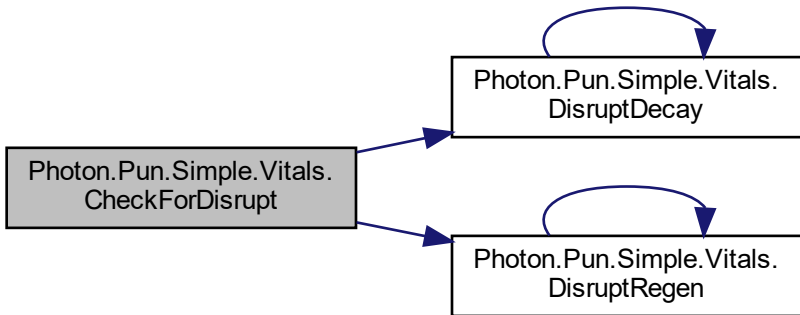 Photon.Pun.Simple.Vitals.
DisruptDecay
Photon.Pun.Simple.Vitals.
CheckForDisrupt
Photon.Pun.Simple.Vitals.
DisruptRegen